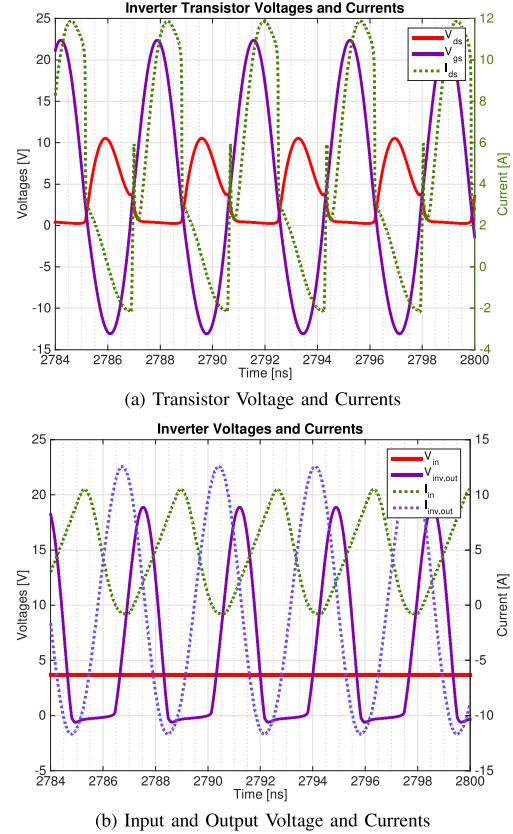 Inverter Transistor Voltages and Currents
25
20
15
10
5
0
-5
-10
-15
Voltages [V]
12
10
8
6
4
2
0
-2
-4
Current [A]
V_ds
V_gs
I_ds
2784 2786 2788 2790 2792 2794 2796 2798 2800
Time [ns]
(a) Transistor Voltage and Currents
Inverter Voltages and Currents
25
20
15
10
5
0
-5
Voltages [V]
15
10
5
0
-5
-10
-15
Current [A]
V_in
V_inv,out
I_in
I_inv,out
2784 2786 2788 2790 2792 2794 2796 2798 2800
Time [ns]
(b) Input and Output Voltage and Currents